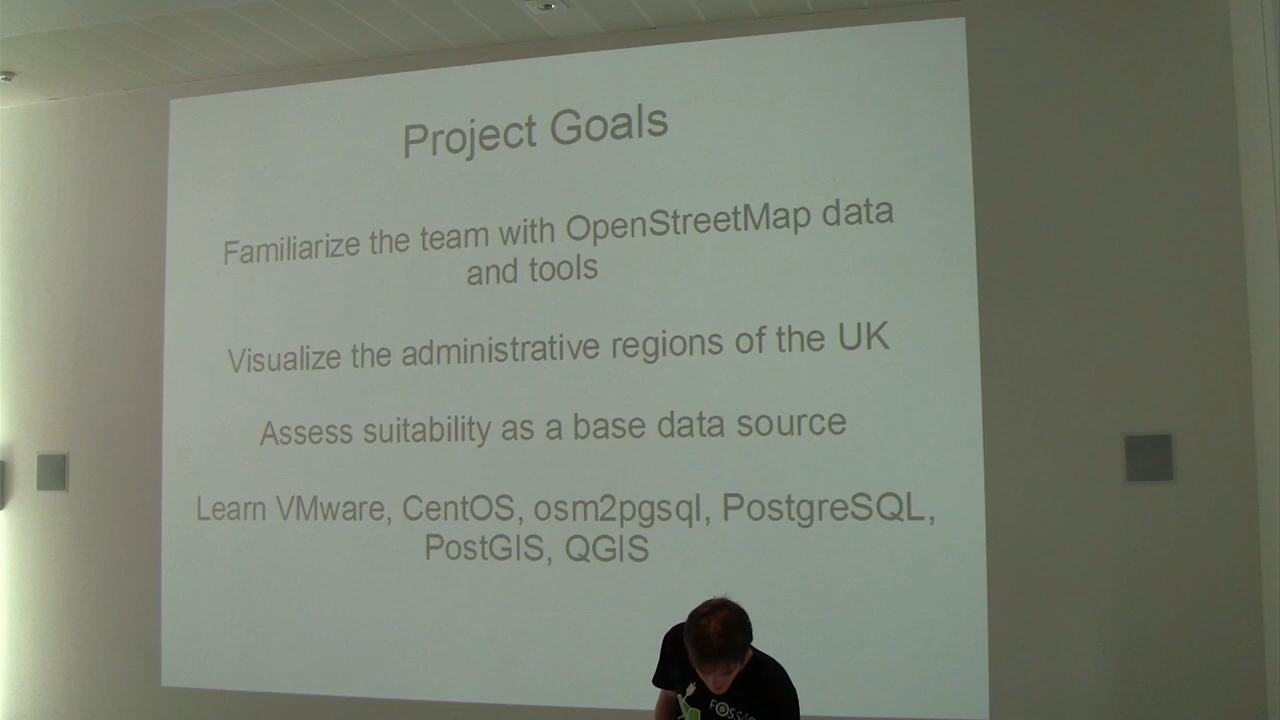 Project Goals
Familiarize the team with OpenStreetMap data
and tools
Visualize the administrative regions of the UK
Assess suitability as a base data source
Learn VMware, CentOS, osm2pgsql, PostgreSQL,
PostGIS, QGIS